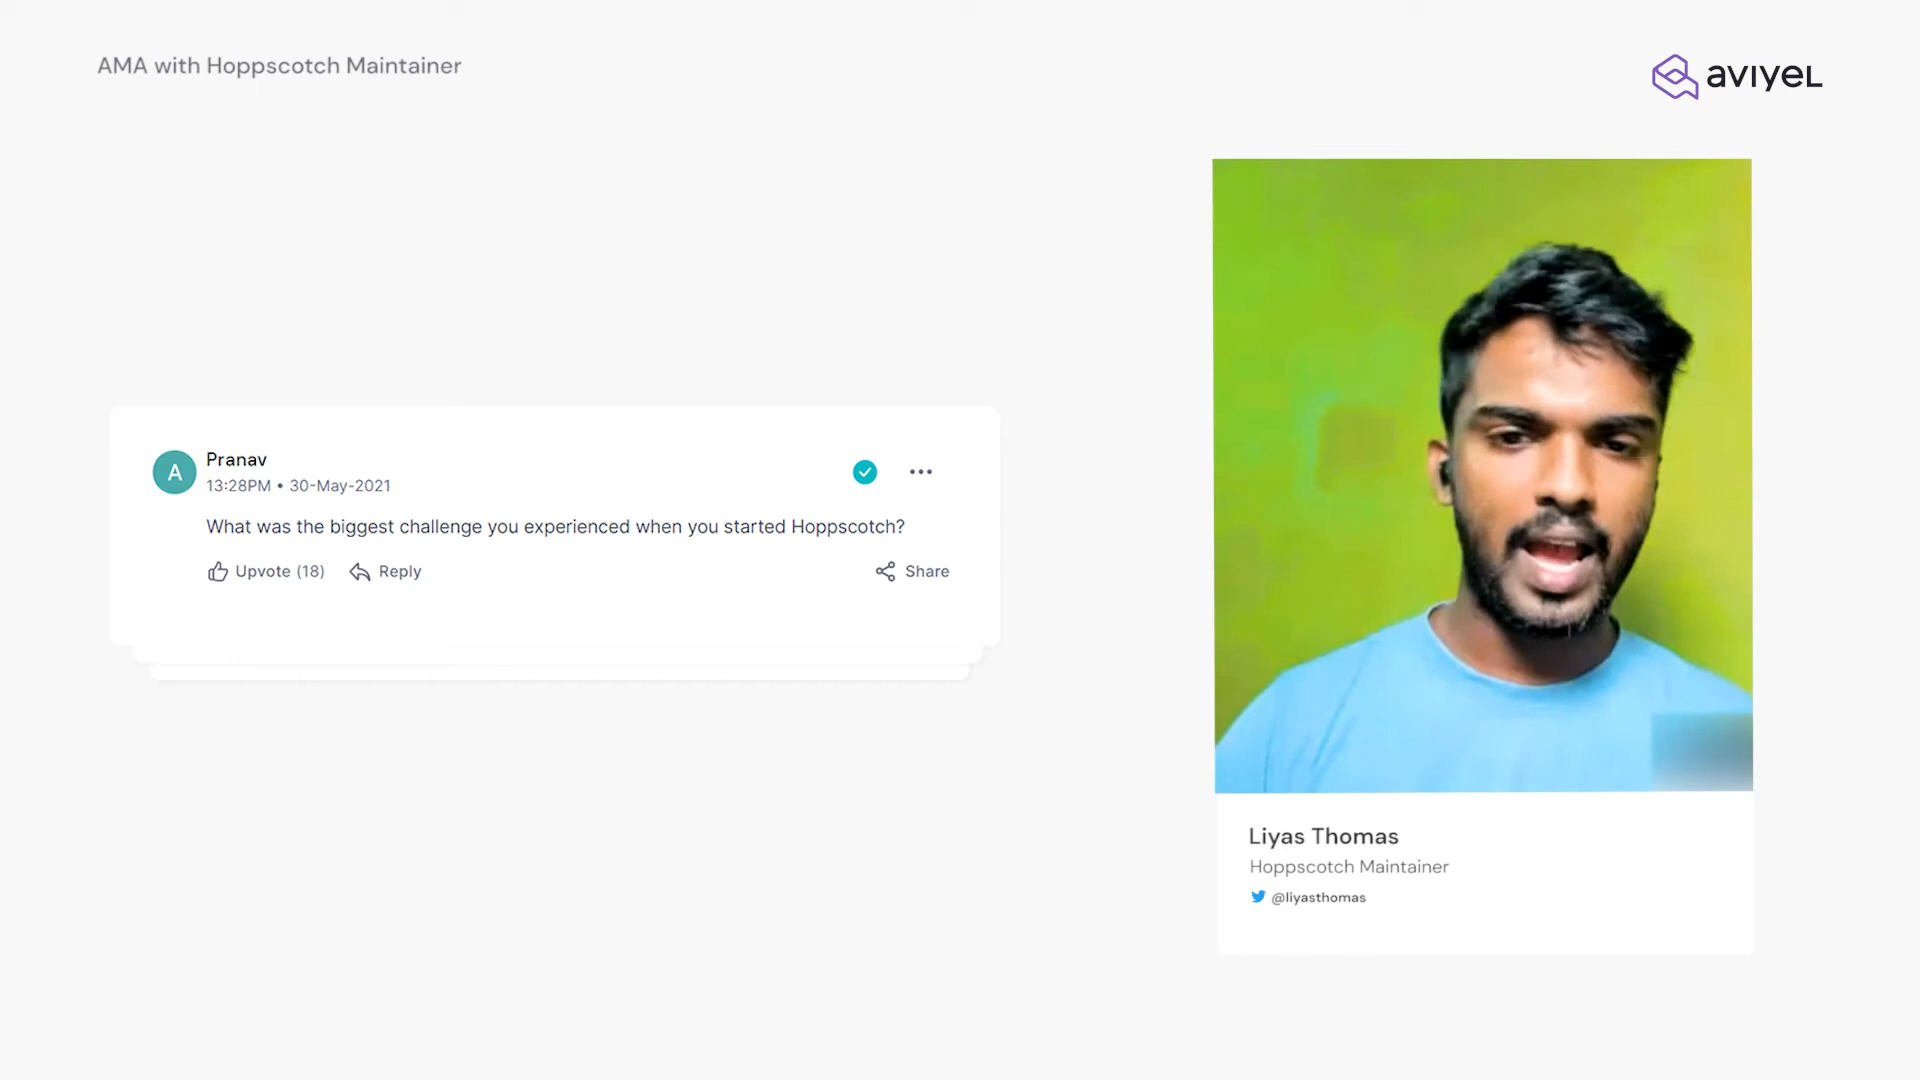 AMA with Hoppscotch Maintainer
aviyel
A
Pranav
13:28PM • 30-May-2021
What was the biggest challenge you experienced when you started Hoppscotch?
Upvote (18) Reply Share
Liyas Thomas
Hoppscotch Maintainer
@liyasthomas